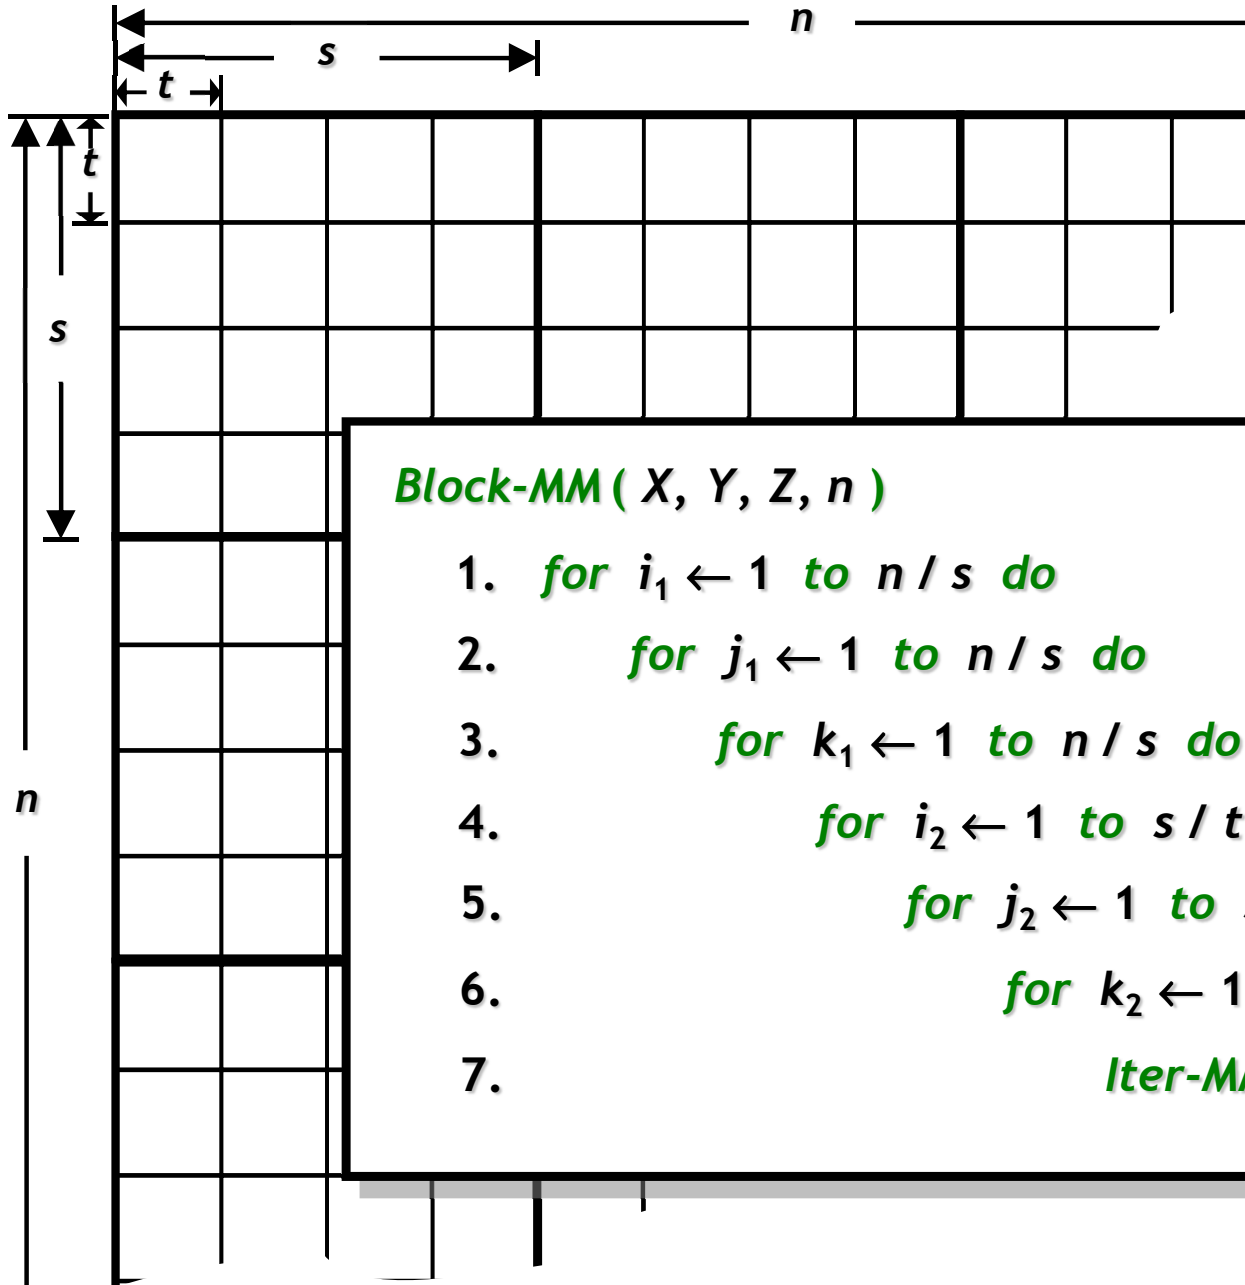 n
s
t
t
s
n
Block-MM ( X, Y, Z, n )
1. for i₁ ← 1 to n / s do
2. for j₁ ← 1 to n / s do
3. for k₁ ← 1 to n / s do
4. for i₂ ← 1 to s / t
5. for j₂ ← 1 to
6. for k₂ ← 1
7. Iter-M